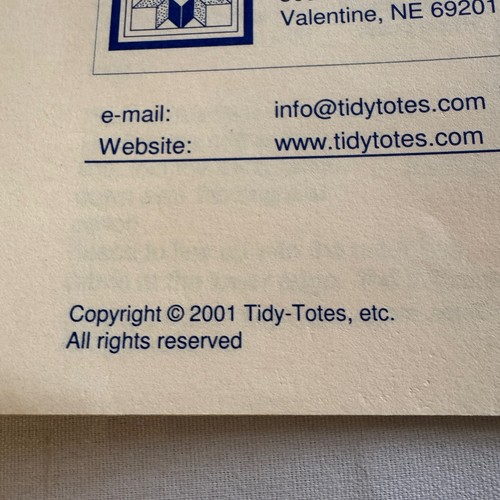 Valentine, NE 69201
e-mail: info@tidytotes.com
Website: www.tidytotes.com
Copyright © 2001 Tidy-Totes, etc.
All rights reserved